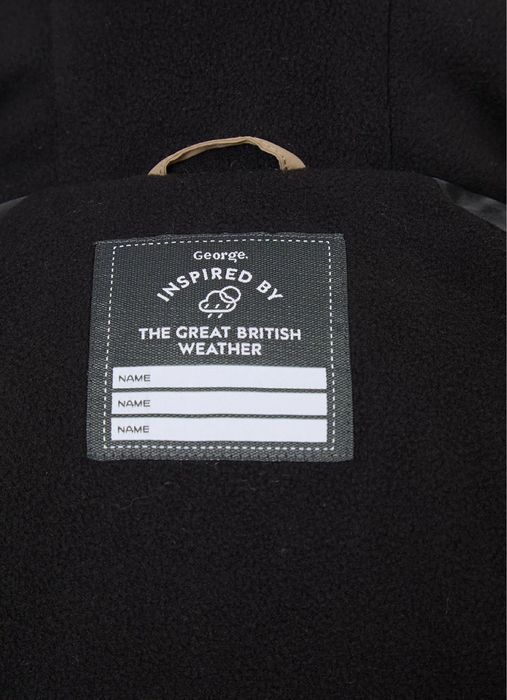 George.
INSPIRED BY
THE GREAT BRITISH
WEATHER
NAME
NAME
NAME